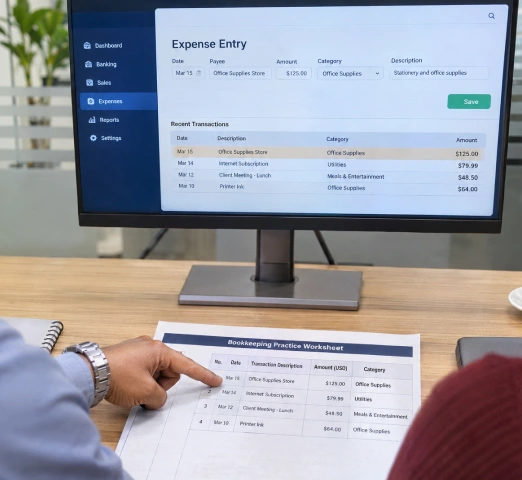 Dashboard
Banking
Sales
Expenses
Reports
Settings
Expense Entry
Date Payee Amount Category Description
Mar 15 Office Supplies Store $125.00 Office Supplies Stationery and office supplies
Save
Recent Transactions
Date Description Category Amount
Mar 15 Office Supplies Store Office Supplies $125.00
Mar 14 Internet Subscription Utilities $79.99
Mar 12 Client Meeting - Lunch Meals & Entertainment $48.50
Mar 10 Printer Ink Office Supplies $64.00
Bookkeeping Practice Worksheet
No. Date Transaction Description Amount (USD) Category
Mar 15 Office Supplies Store $125.00 Office Supplies
2 Mar 14 Internet Subscription $79.99 Utilities
3 Mar 12 Client Meeting - Lunch $48.50 Meals & Entertainment
4 Mar 10 Printer Ink $64.00 Office Supplies